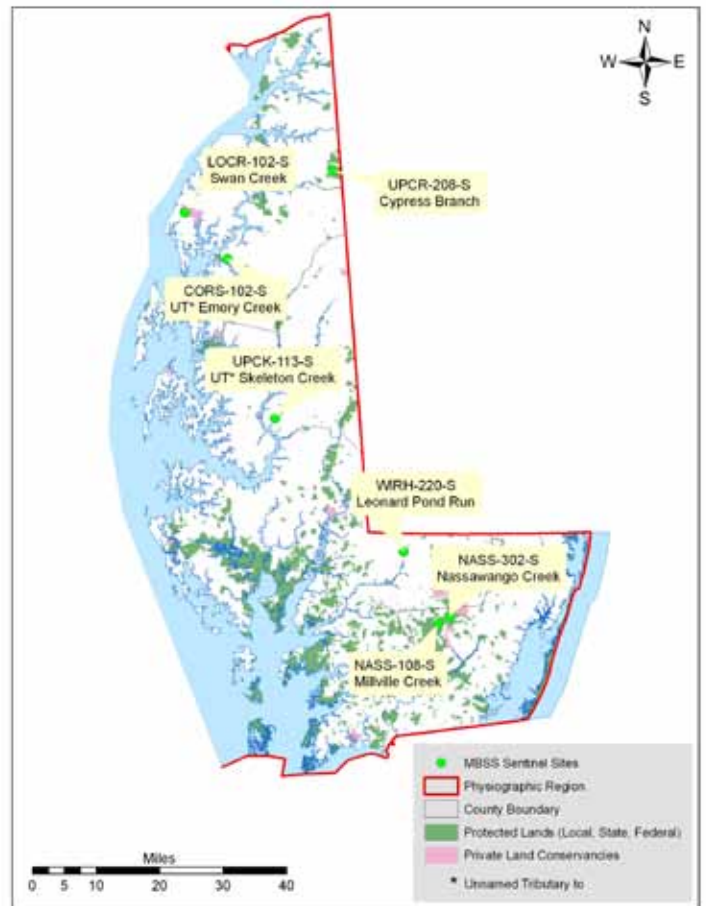 N
W E
S
LOCR-102-S
Swan Creek
UPCR-208-S
Cypress Branch
CORS-102-S
UT* Emory Creek
UPCK-113-S
UT* Skeleton Creek
WIRH-220-S
Leonard Pond Run
NASS-302-S
Nassawango Creek
NASS-108-S
Millville Creek
MBSS Sentinel Sites
Physiographic Region
County Boundary
Protected Lands (Local, State, Federal)
Private Land Conservancies
* Unnamed Tributary to
Miles
0 5 10 20 30 40